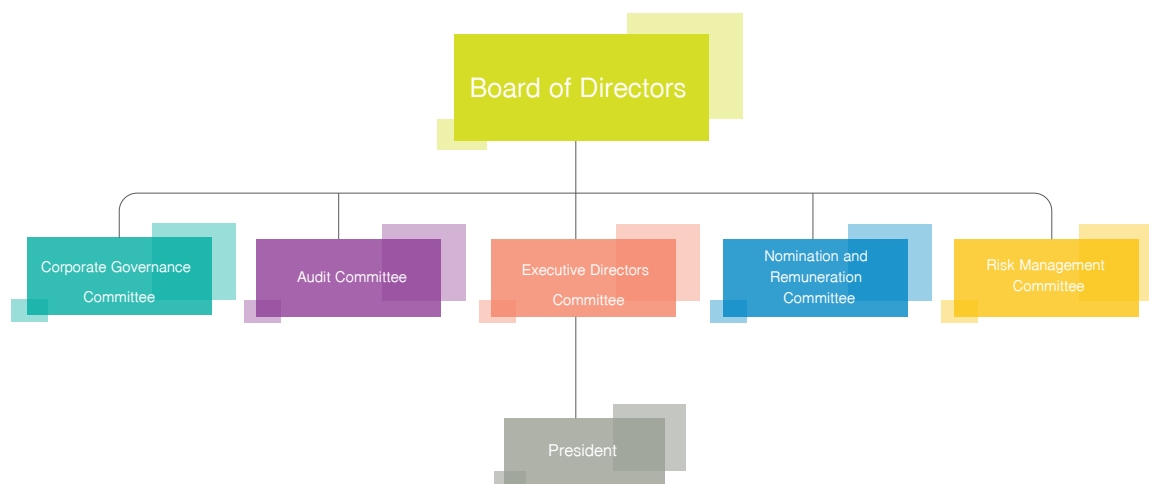 Board of Directors
Corporate Governance
Committee
Audit Committee
Executive Directors
Committee
Nomination and
Remuneration
Committee
Risk Management
Committee
President